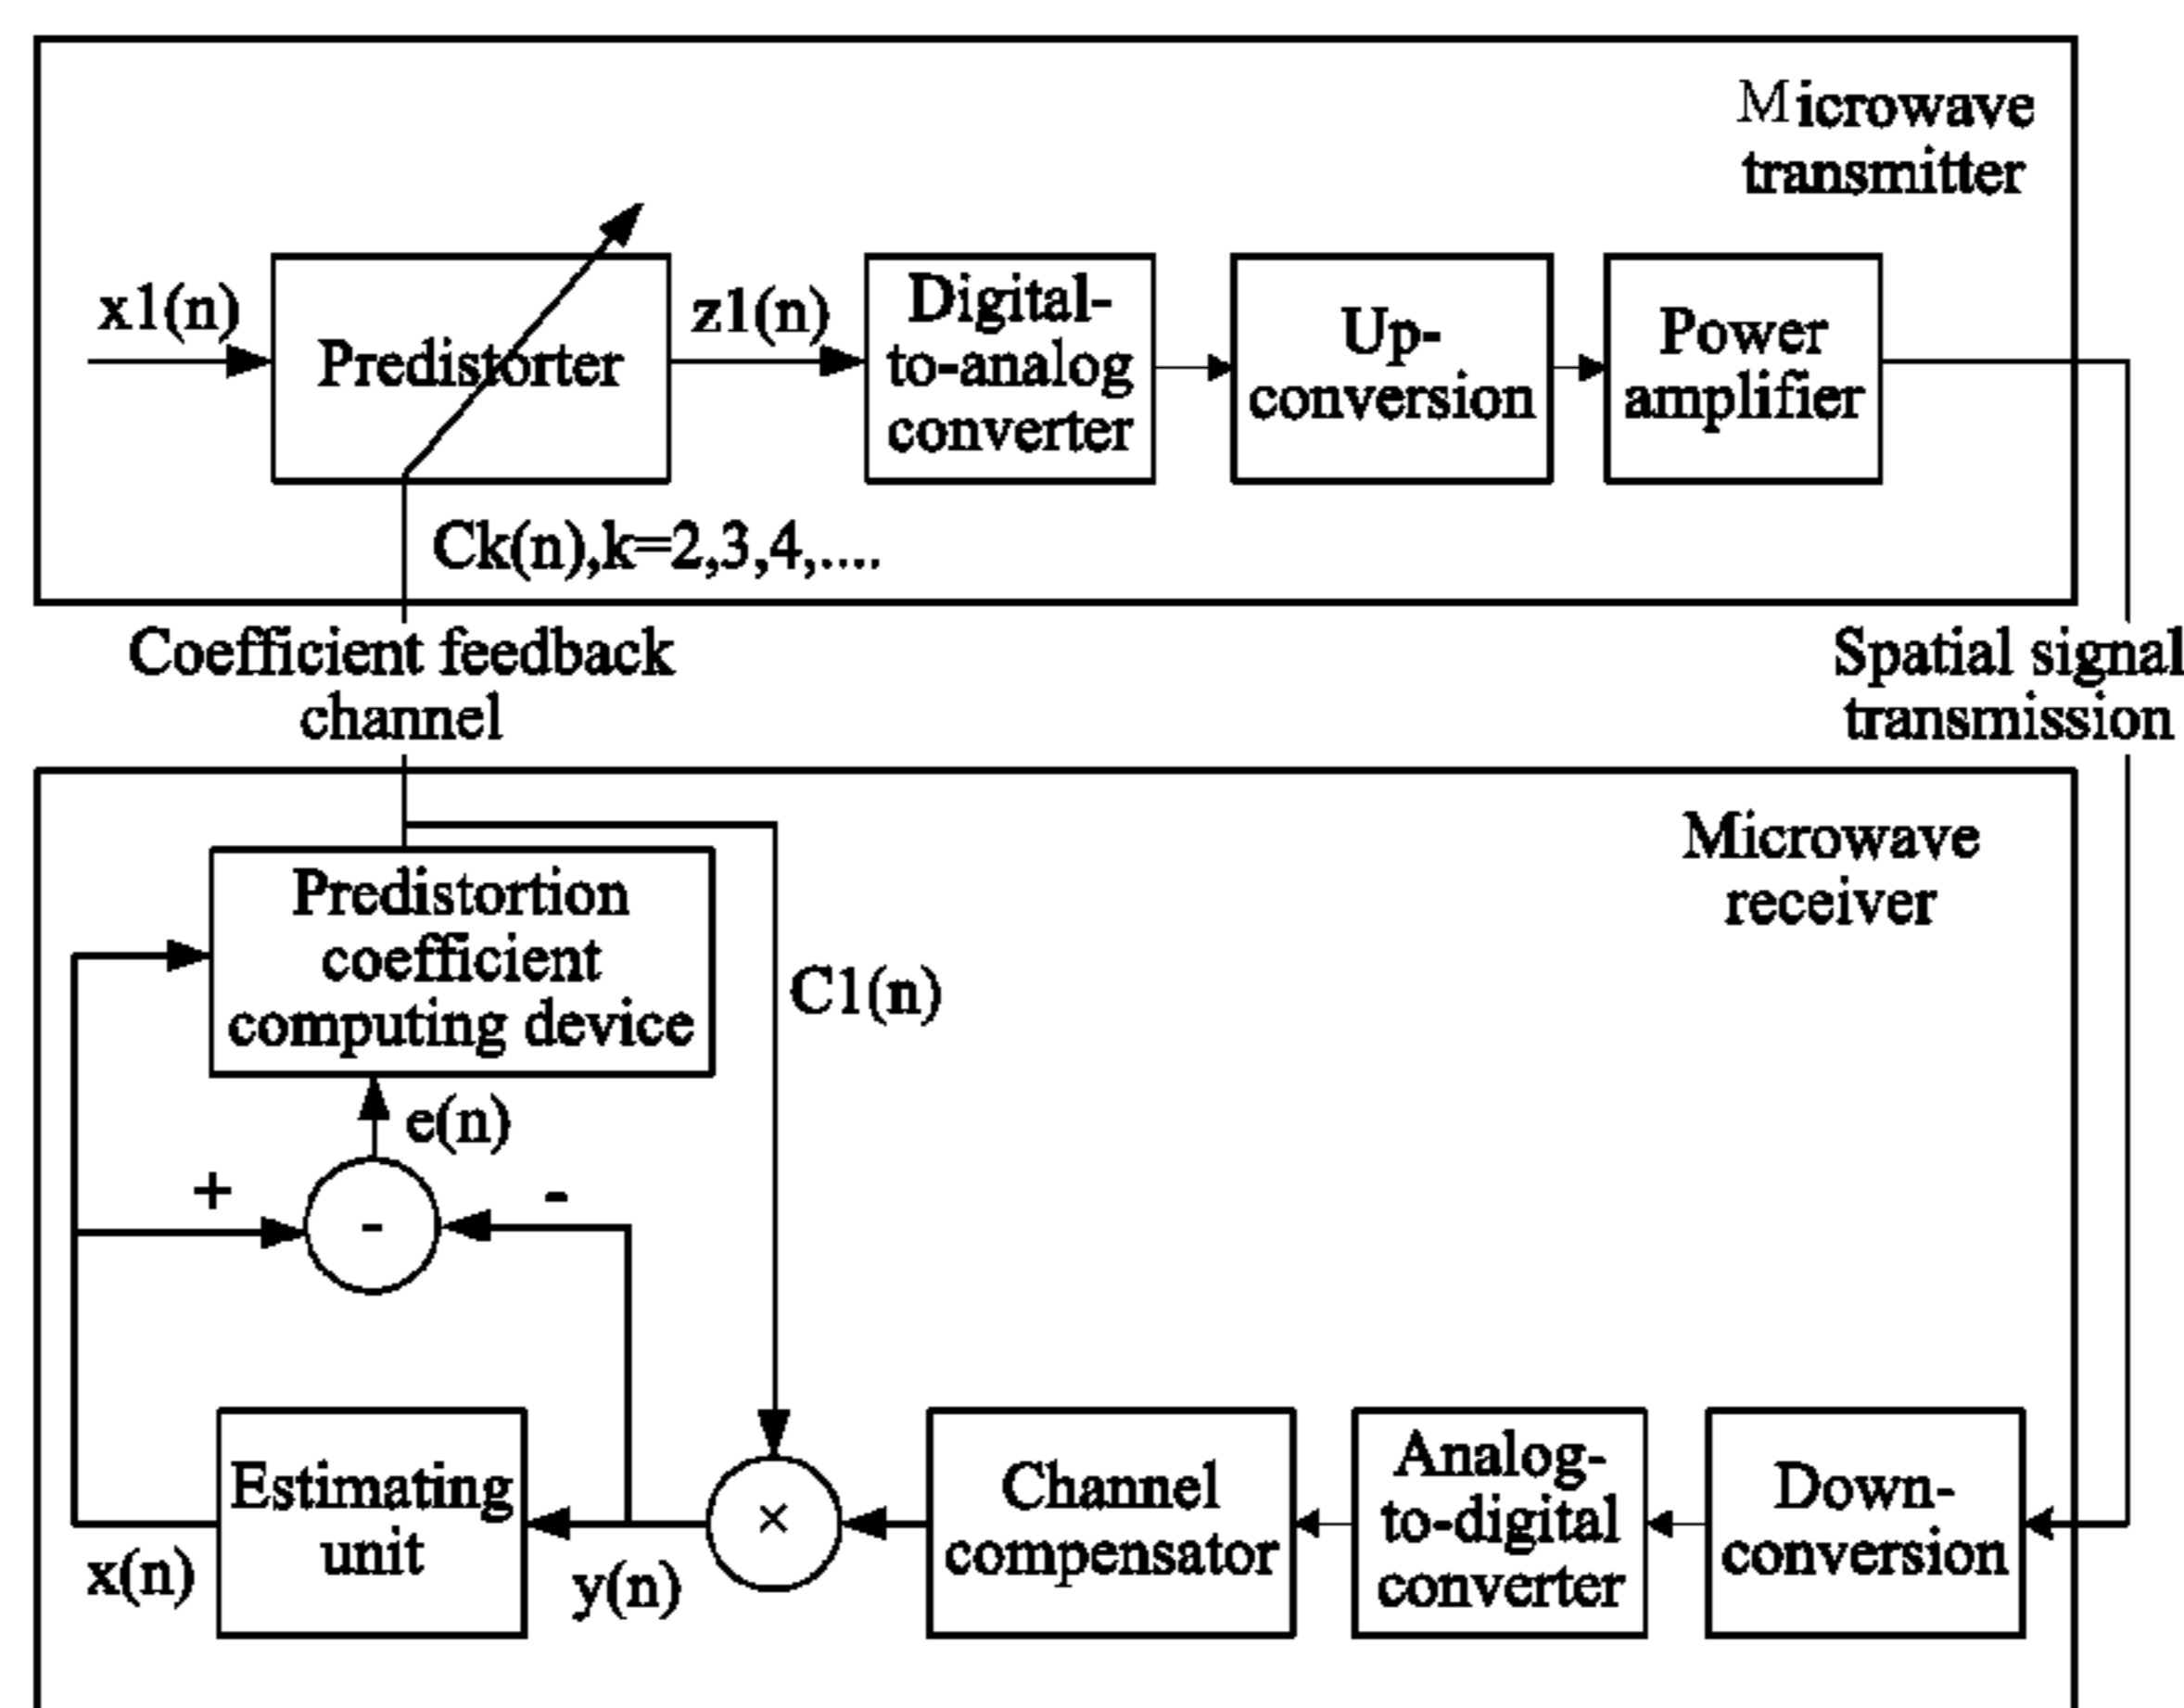 Microwave
transmitter
x1(n)
Predistorter
z1(n)
Digital-
to-analog
converter
Up-
conversion
Power
amplifier
Ck(n),k=2,3,4,....
Coefficient feedback
channel
Spatial signal
transmission
Microwave
receiver
Predistortion
coefficient
computing device
C1(n)
e(n)
+
-
-
Estimating
unit
x(n)
y(n)
×
Channel
compensator
Analog-
to-digital
converter
Down-
conversion